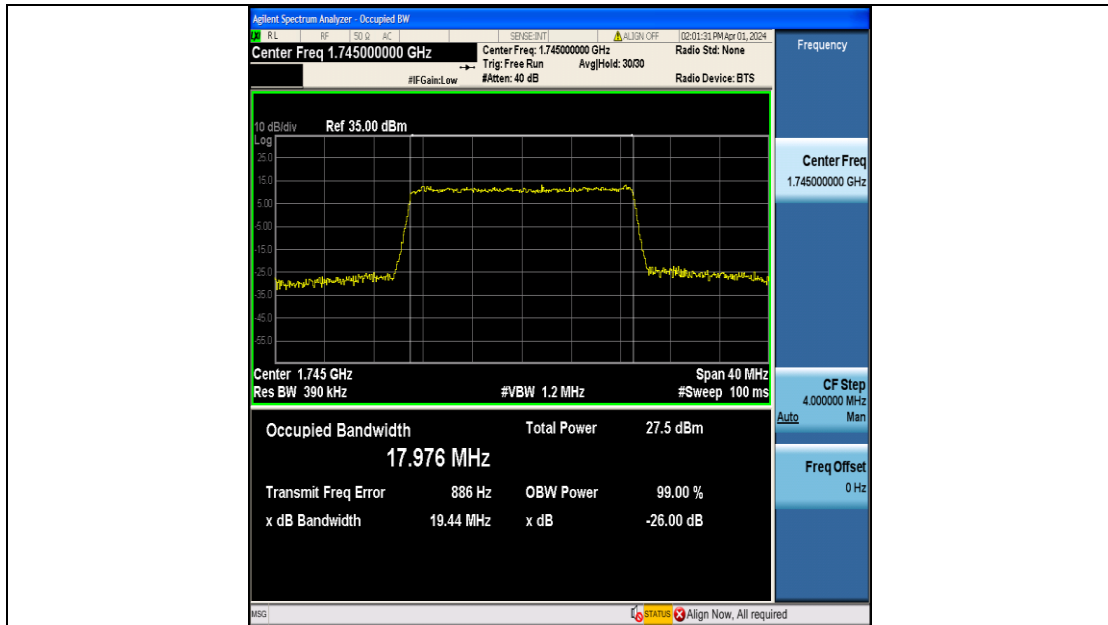 Agilent Spectrum Analyzer - Occupied BW
RL RF 50 Ω AC SENSE:INT ALIGN OFF 02:01:31 PM Apr 01, 2024
Center Freq 1.745000000 GHz
Center Freq: 1.745000000 GHz
Radio Std: None
Trig: Free Run Avg|Hold: 30/30
#IFGain:Low
#Atten: 40 dB
Radio Device: BTS
10 dB/div Ref 35.00 dBm
Log
25.0
15.0
5.00
-5.00
-15.0
-25.0
-35.0
-45.0
-55.0
Center 1.745 GHz Span 40 MHz
Res BW 390 kHz #VBW 1.2 MHz #Sweep 100 ms
Occupied Bandwidth Total Power 27.5 dBm
17.976 MHz
Transmit Freq Error 886 Hz OBW Power 99.00 %
x dB Bandwidth 19.44 MHz x dB -26.00 dB
MSG STATUS Align Now, All required
Frequency
Center Freq
1.745000000 GHz
CF Step
4.000000 MHz
Auto Man
Freq Offset
0 Hz